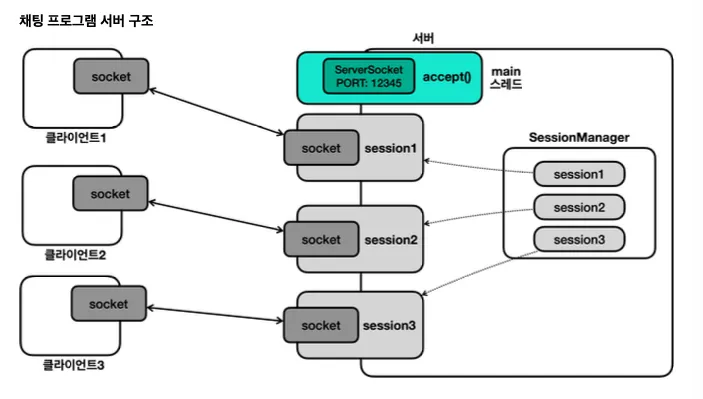 채팅 프로그램 서버 구조
서버
socket
클라이언트1
ServerSocket
PORT: 12345
accept()
main
스레드
socket
session1
SessionManager
session1
session2
session3
socket
클라이언트2
socket
session2
socket
클라이언트3
socket
session3